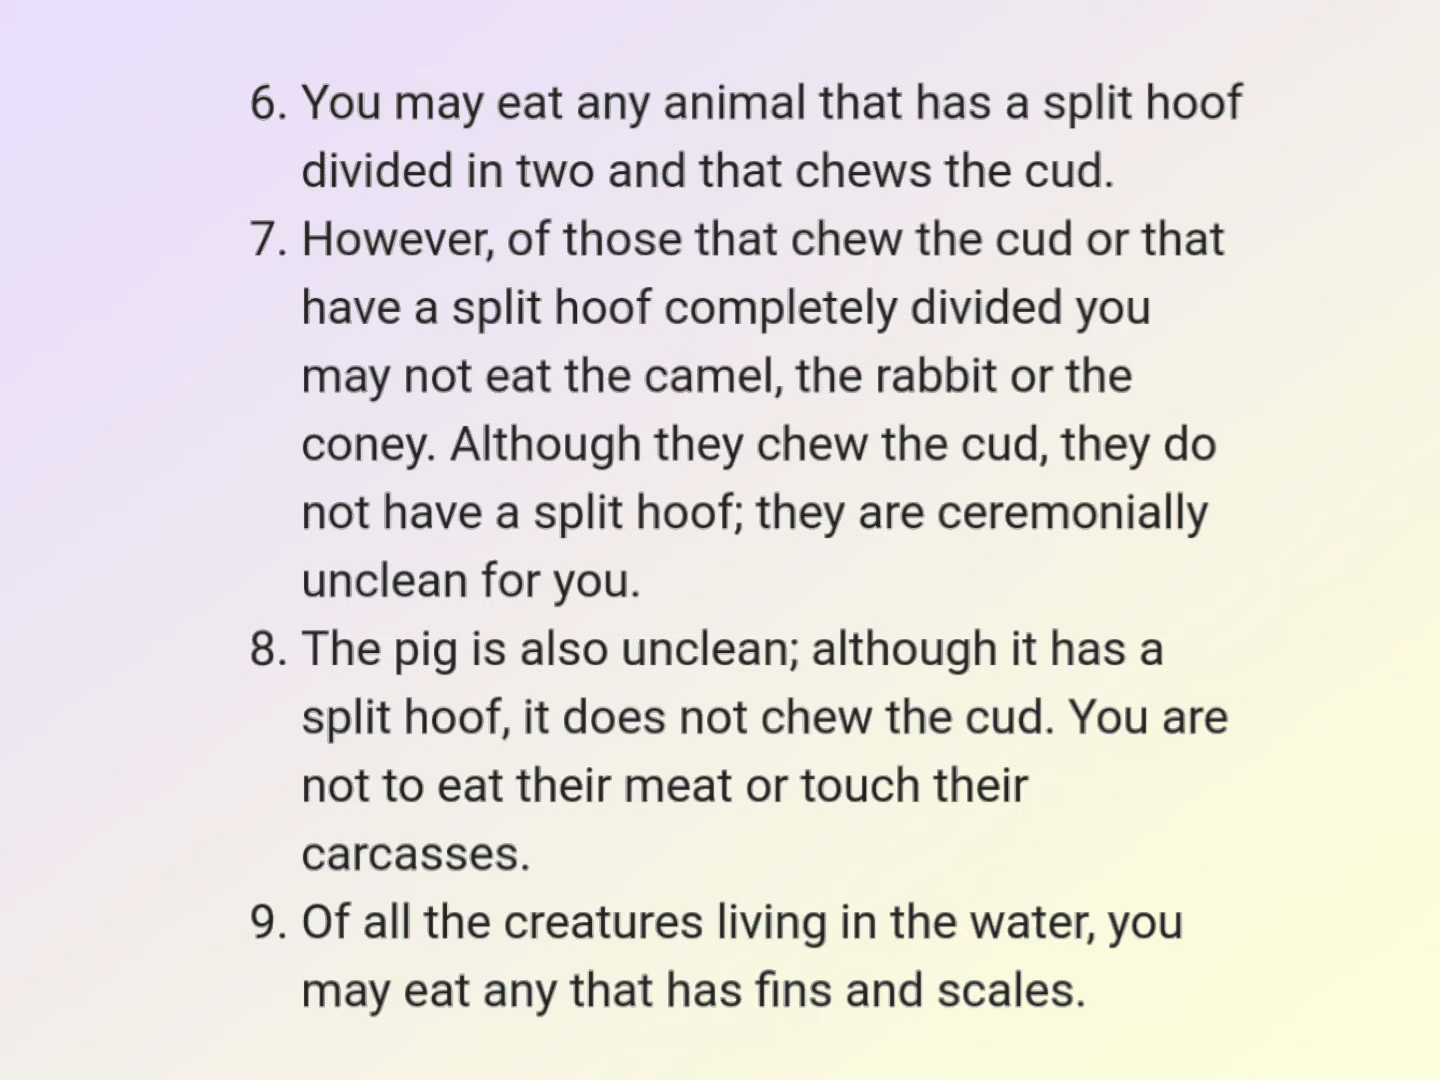 6. You may eat any animal that has a split hoof
divided in two and that chews the cud.
7. However, of those that chew the cud or that
have a split hoof completely divided you
may not eat the camel, the rabbit or the
coney. Although they chew the cud, they do
not have a split hoof; they are ceremonially
unclean for you.
8. The pig is also unclean; although it has a
split hoof, it does not chew the cud. You are
not to eat their meat or touch their
carcasses.
9. Of all the creatures living in the water, you
may eat any that has fins and scales.